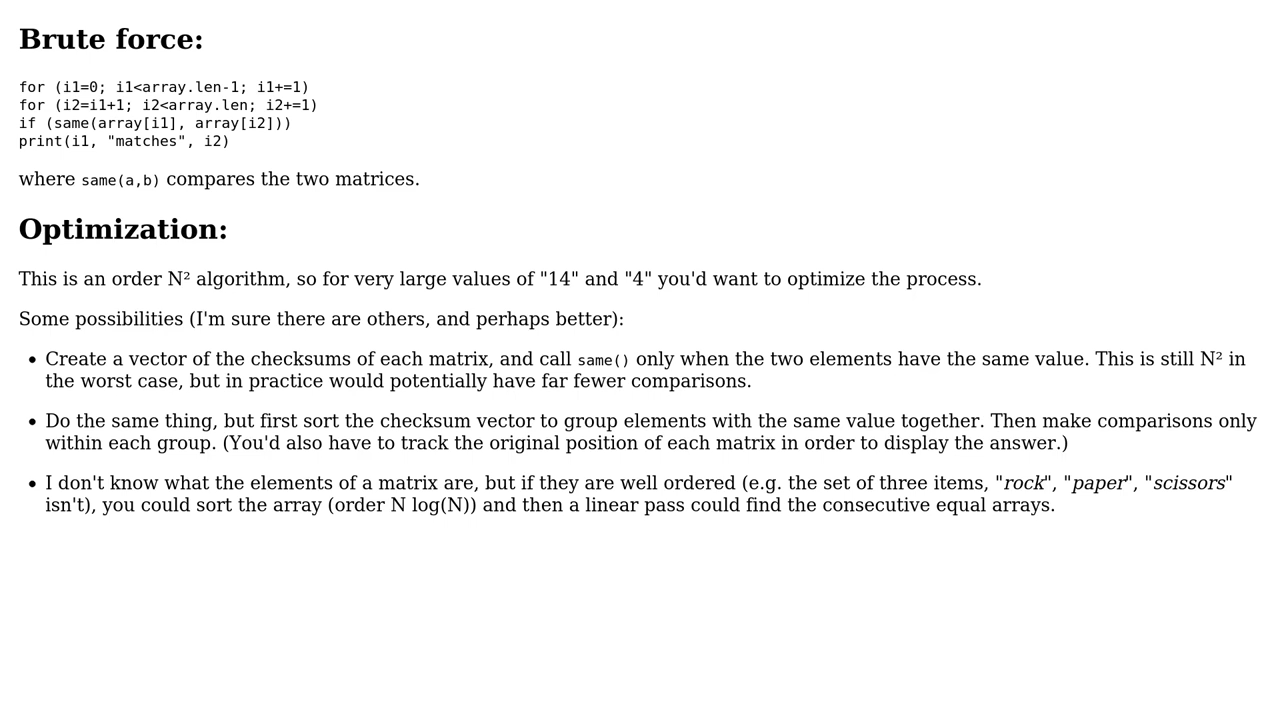 Brute force:
for (i1=0; i1<array.len-1; i1+=1)
for (i2=i1+1; i2<array.len; i2+=1)
if (same(array[i1], array[i2]))
print(i1, "matches", i2)
where same(a,b) compares the two matrices.
Optimization:
This is an order N² algorithm, so for very large values of "14" and "4" you'd want to optimize the process.
Some possibilities (I'm sure there are others, and perhaps better):
• Create a vector of the checksums of each matrix, and call same() only when the two elements have the same value. This is still N² in
the worst case, but in practice would potentially have far fewer comparisons.
• Do the same thing, but first sort the checksum vector to group elements with the same value together. Then make comparisons only
within each group. (You'd also have to track the original position of each matrix in order to display the answer.)
• I don't know what the elements of a matrix are, but if they are well ordered (e.g. the set of three items, "rock", "paper", "scissors"
isn't), you could sort the array (order N log(N)) and then a linear pass could find the consecutive equal arrays.